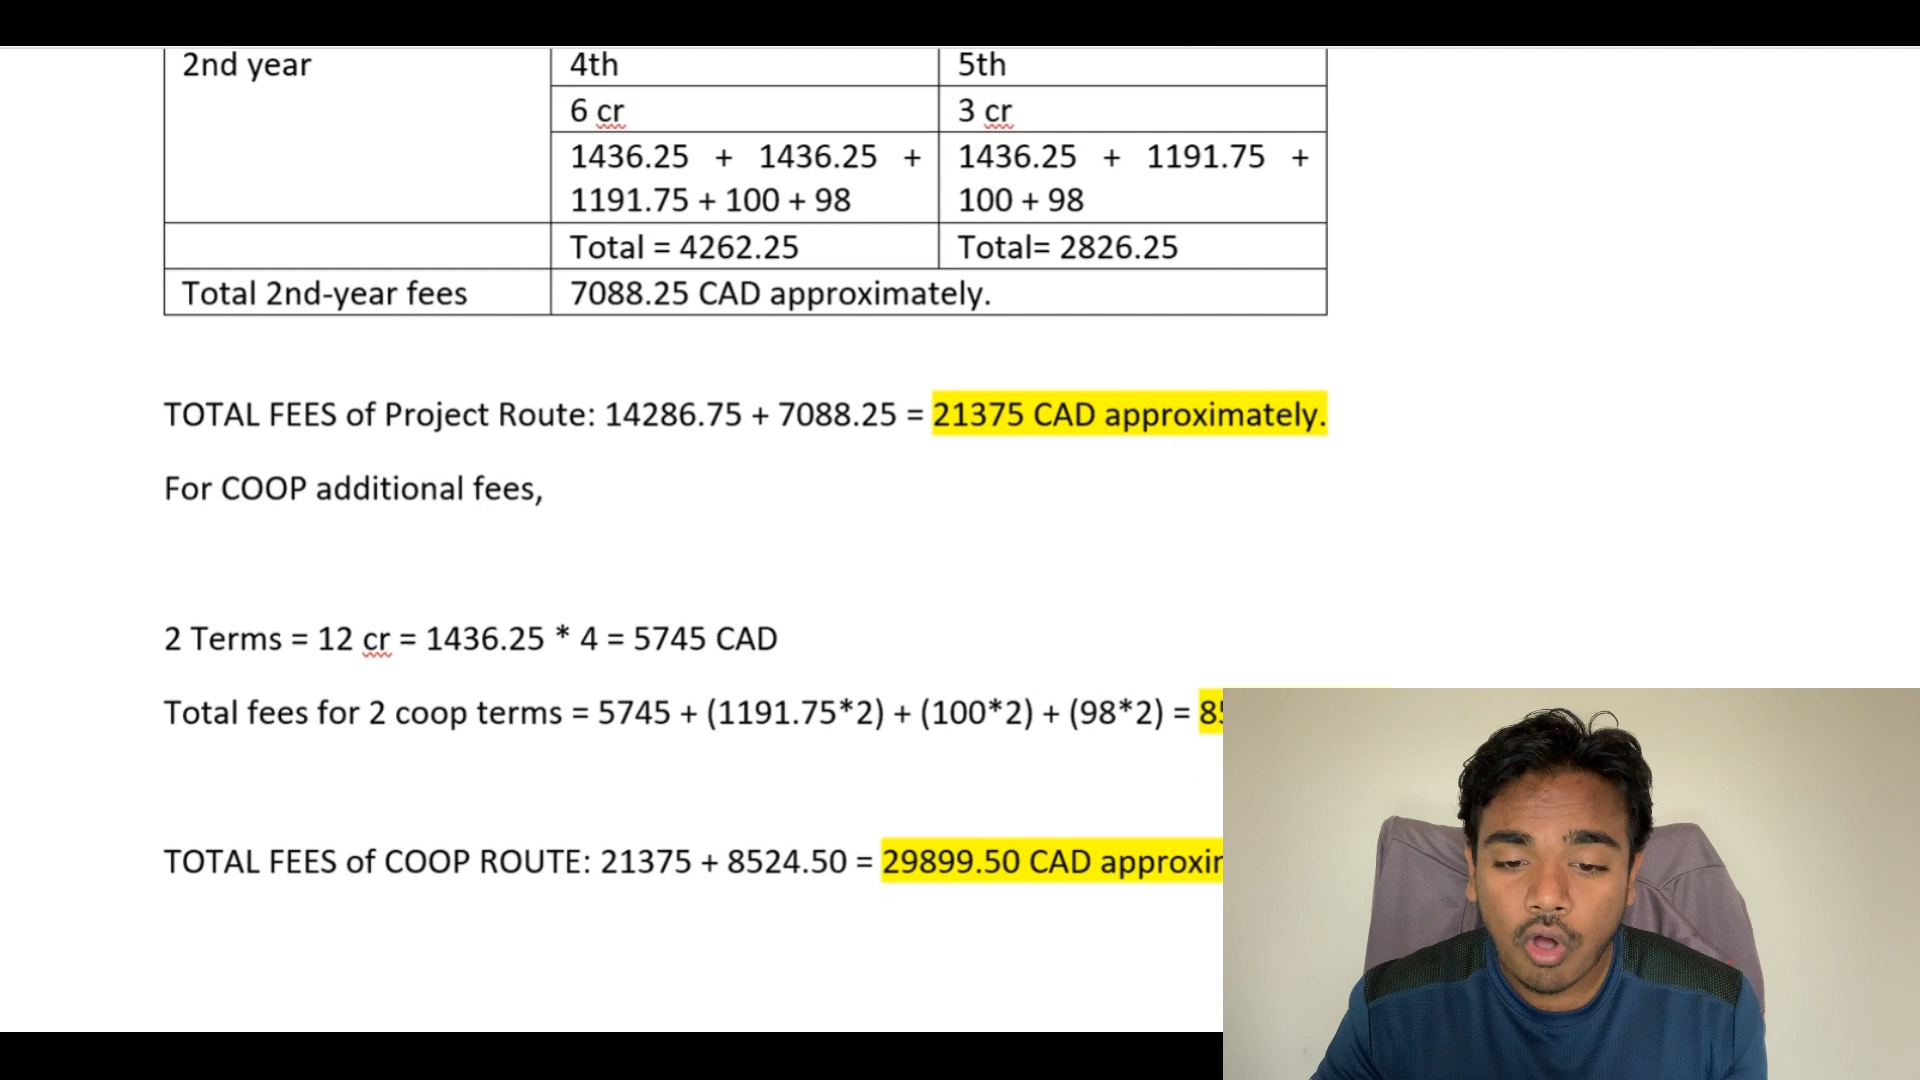 2nd year 4th 5th
6 cr 3 cr
1436.25 + 1436.25 + 1436.25 + 1191.75 +
1191.75 + 100 + 98 100 + 98
Total = 4262.25 Total= 2826.25
Total 2nd-year fees 7088.25 CAD approximately.
TOTAL FEES of Project Route: 14286.75 + 7088.25 = 21375 CAD approximately.
For COOP additional fees,
2 Terms = 12 cr = 1436.25 * 4 = 5745 CAD
Total fees for 2 coop terms = 5745 + (1191.75*2) + (100*2) + (98*2) =
TOTAL FEES of COOP ROUTE: 21375 + 8524.50 = 29899.50 CAD